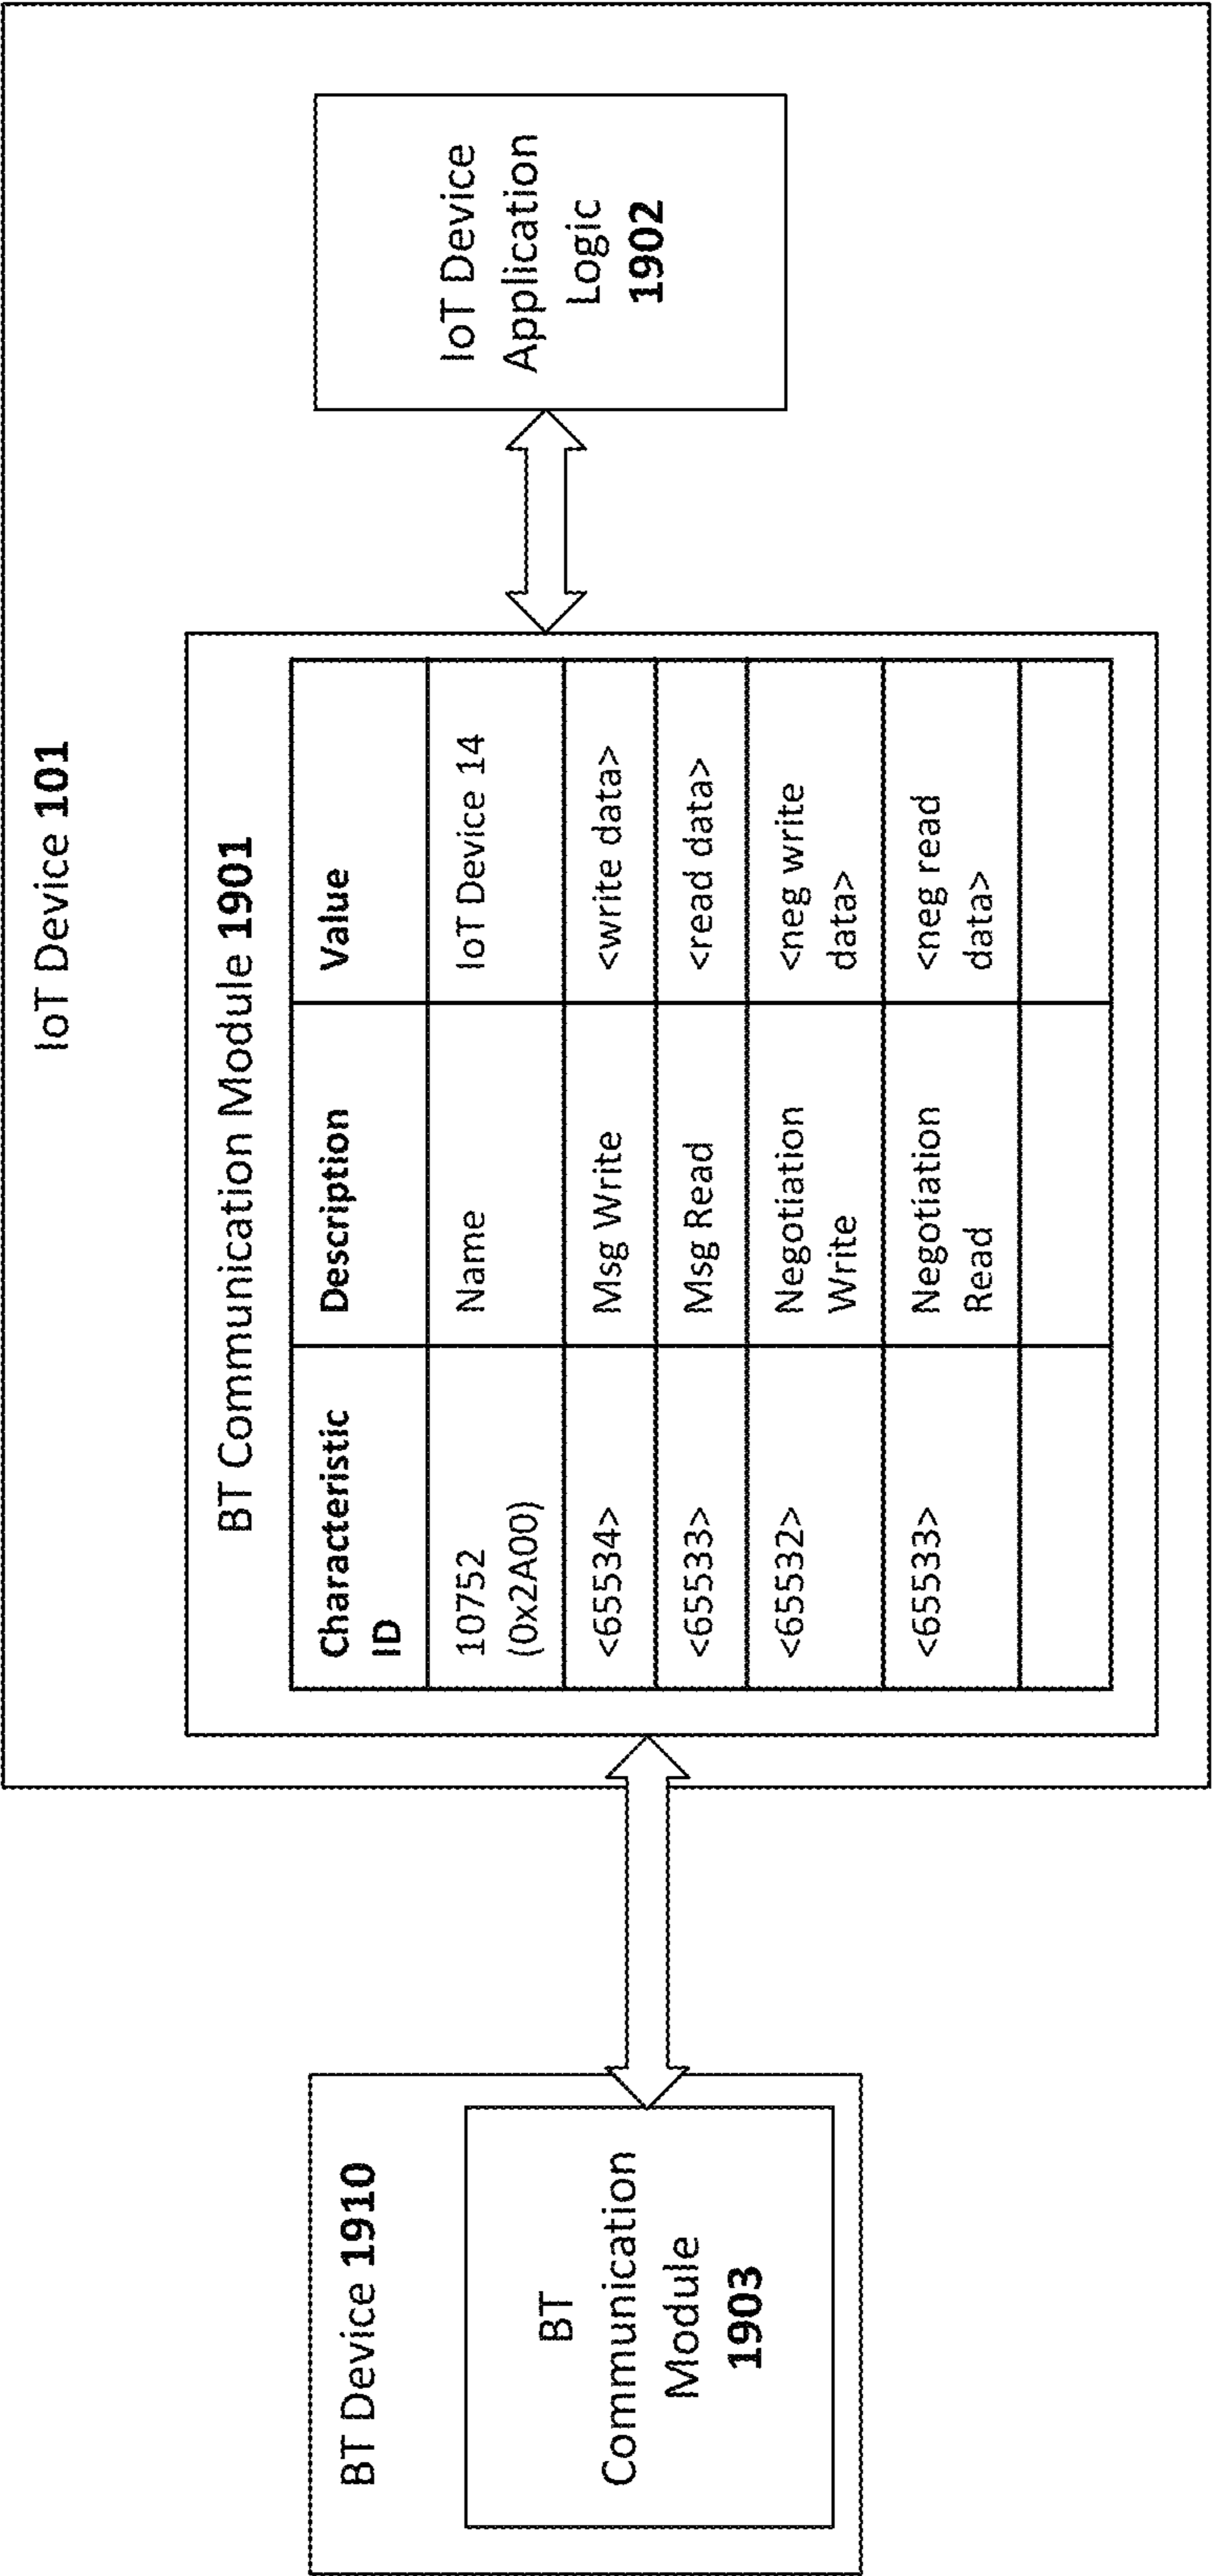 IoT Device 101
BT Device 1910
BT
Communication
Module
1903
BT Communication Module 1901
Characteristic
ID
Description
Value
10752
(0x2A00)
Name
IoT Device 14
<65534>
Msg Write
<write data>
<65533>
Msg Read
<read data>
<65532>
Negotiation
Write
<neg write
data>
<65533>
Negotiation
Read
<neg read
data>
IoT Device
Application
Logic
1902